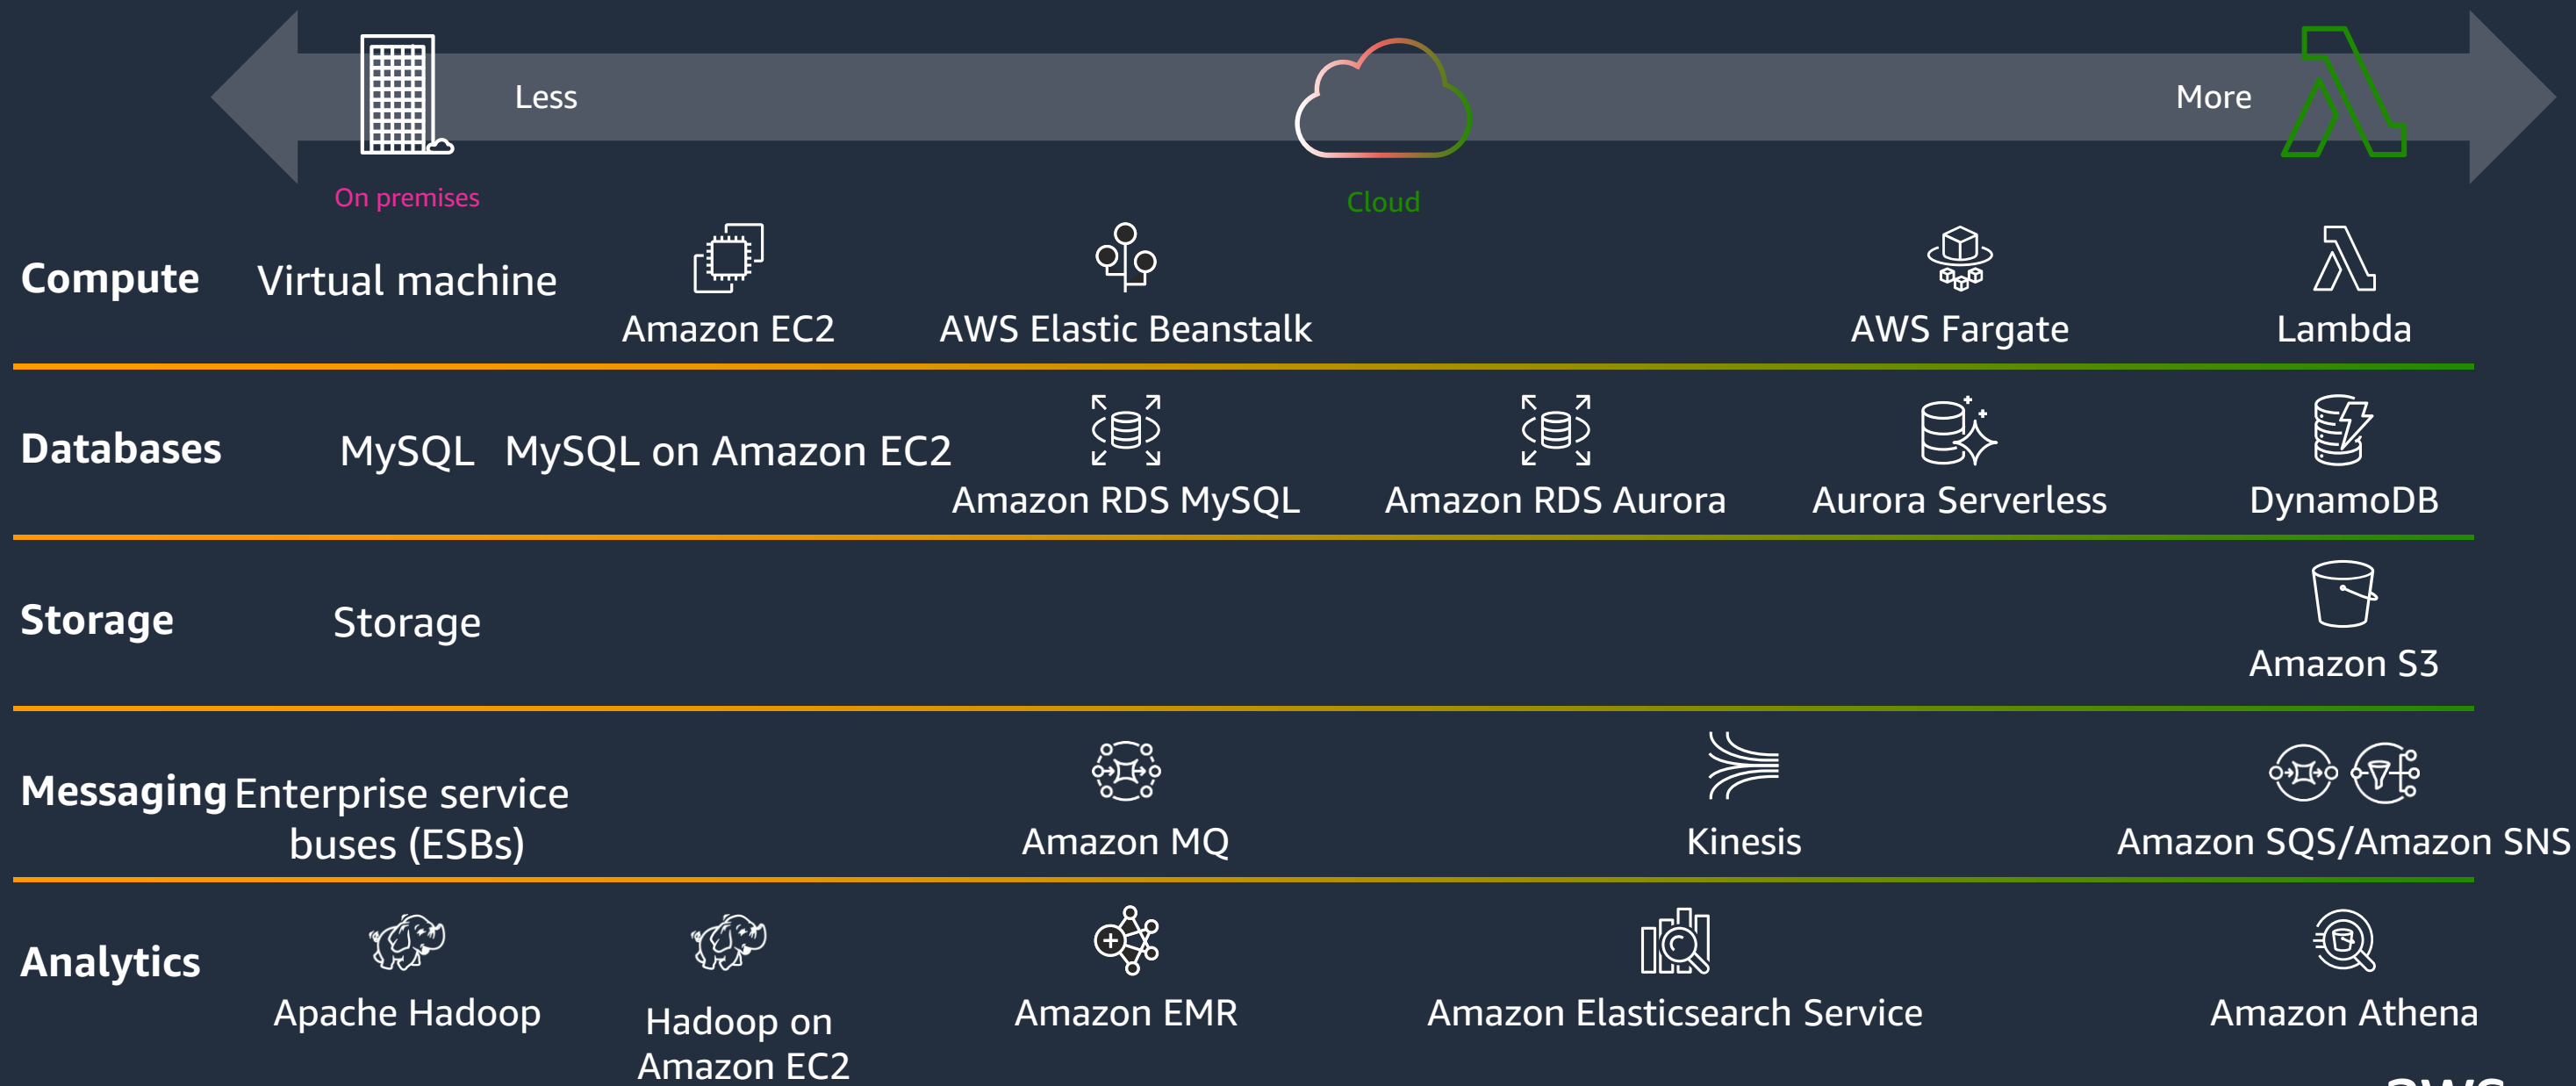 Less
More
On premises
Cloud
Compute
Virtual machine
Amazon EC2
AWS Elastic Beanstalk
AWS Fargate
Lambda
Databases
MySQL
MySQL on Amazon EC2
Amazon RDS MySQL
Amazon RDS Aurora
Aurora Serverless
DynamoDB
Storage
Storage
Amazon S3
Messaging
Enterprise service
buses (ESBs)
Amazon MQ
Kinesis
Amazon SQS/Amazon SNS
Analytics
Apache Hadoop
Hadoop on
Amazon EC2
Amazon EMR
Amazon Elasticsearch Service
Amazon Athena
aws